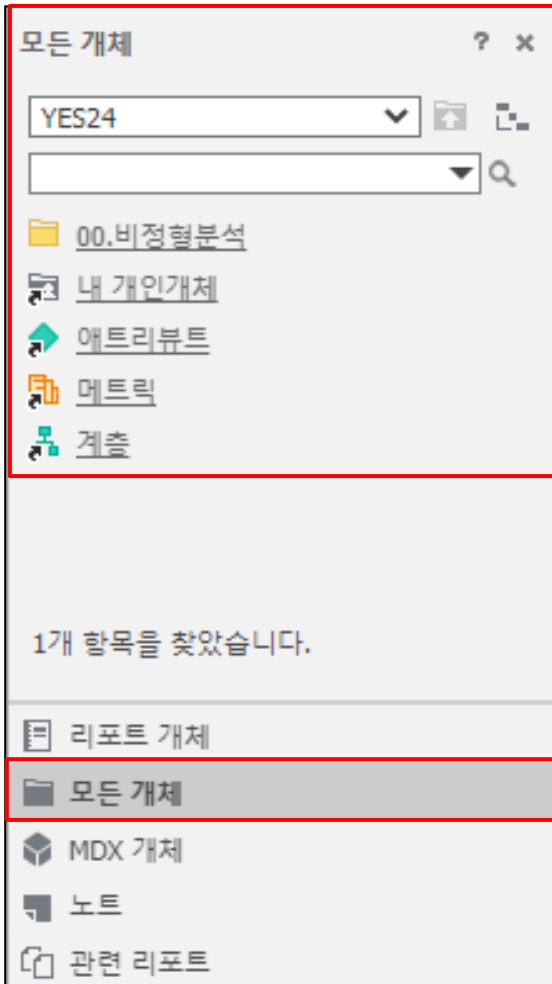 모든 개체 ? ×
YES24
00.비정형분석
내 개인개체
애트리뷰트
메트릭
계층
1개 항목을 찾았습니다.
리포트 개체
모든 개체
MDX 개체
노트
관련 리포트